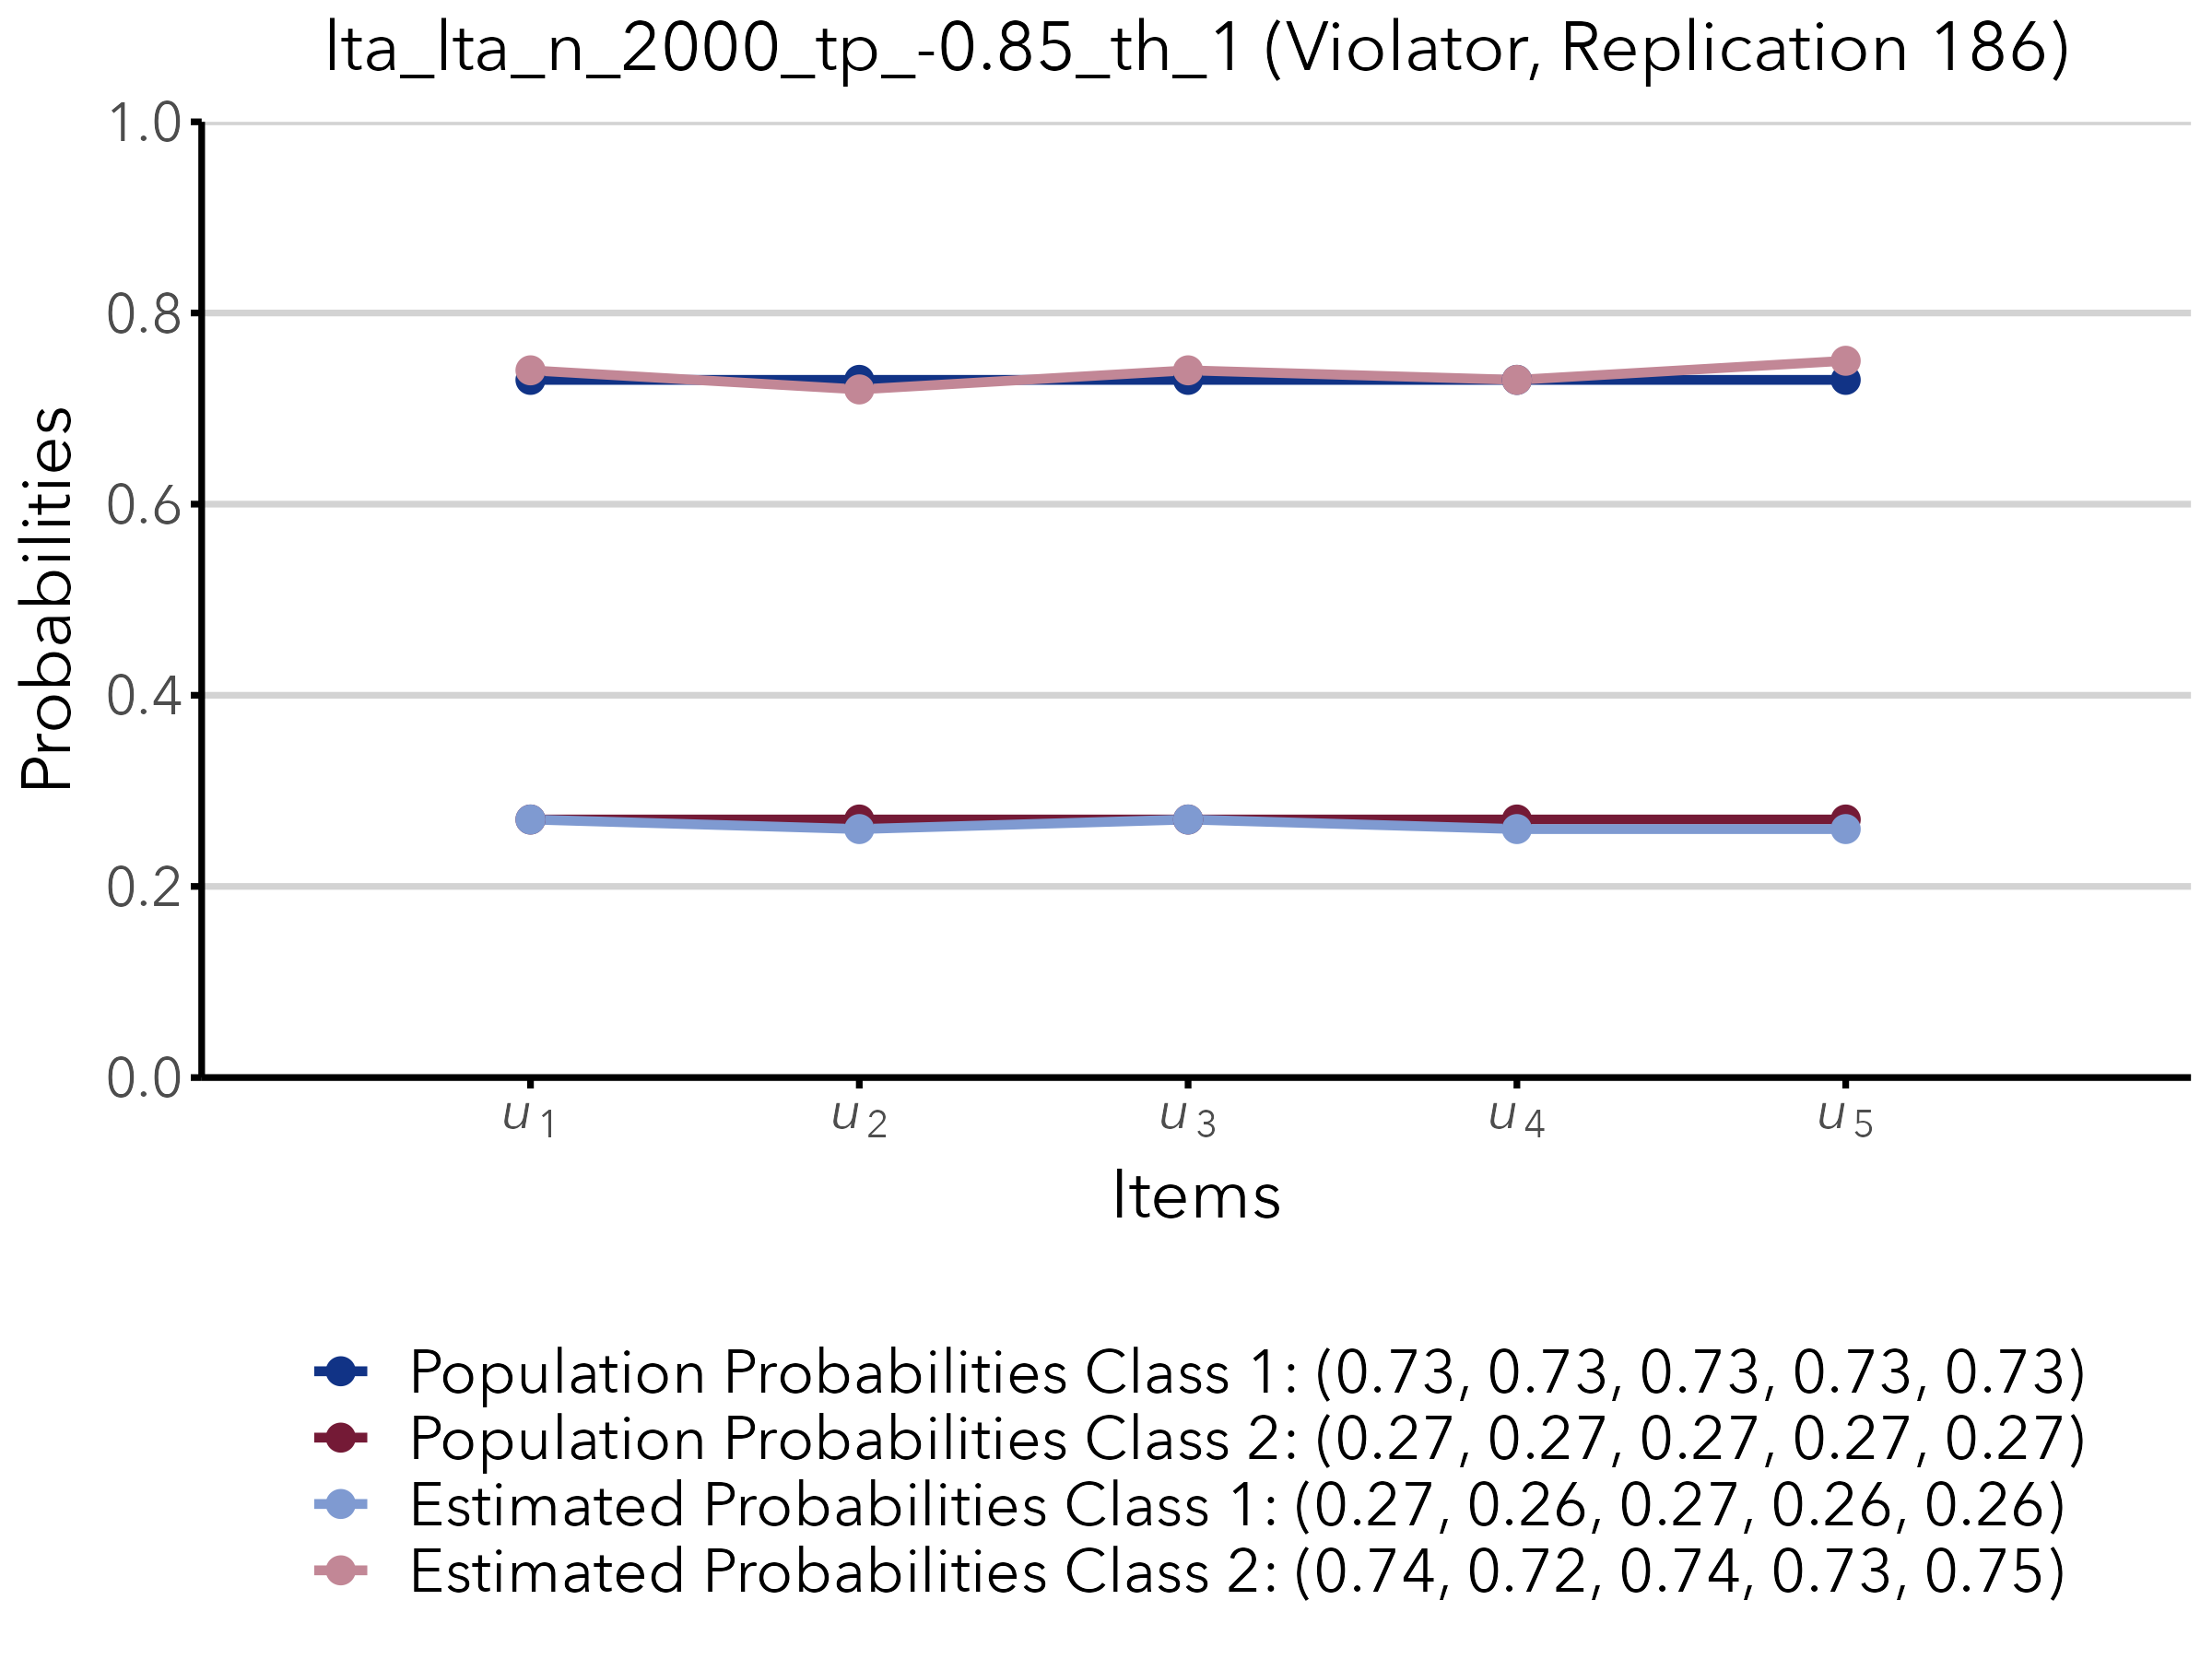 lta_lta_n_2000_tp_-0.85_th_1 (Violator, Replication 186)
1.0
0.8
0.6
0.4
0.2
0.0
Probabilities
u1
u2
u3
u4
u5
Items
Population Probabilities Class 1: (0.73, 0.73, 0.73, 0.73, 0.73)
Population Probabilities Class 2: (0.27, 0.27, 0.27, 0.27, 0.27)
Estimated Probabilities Class 1: (0.27, 0.26, 0.27, 0.26, 0.26)
Estimated Probabilities Class 2: (0.74, 0.72, 0.74, 0.73, 0.75)